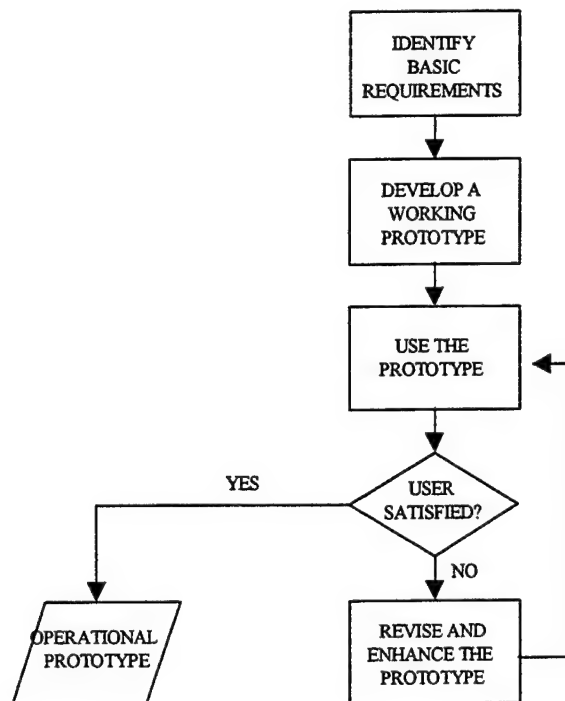 IDENTIFY
BASIC
REQUIREMENTS
DEVELOP A
WORKING
PROTOTYPE
USE THE
PROTOTYPE
USER
SATISFIED?
YES
NO
OPERATIONAL
PROTOTYPE
REVISE AND
ENHANCE THE
PROTOTYPE